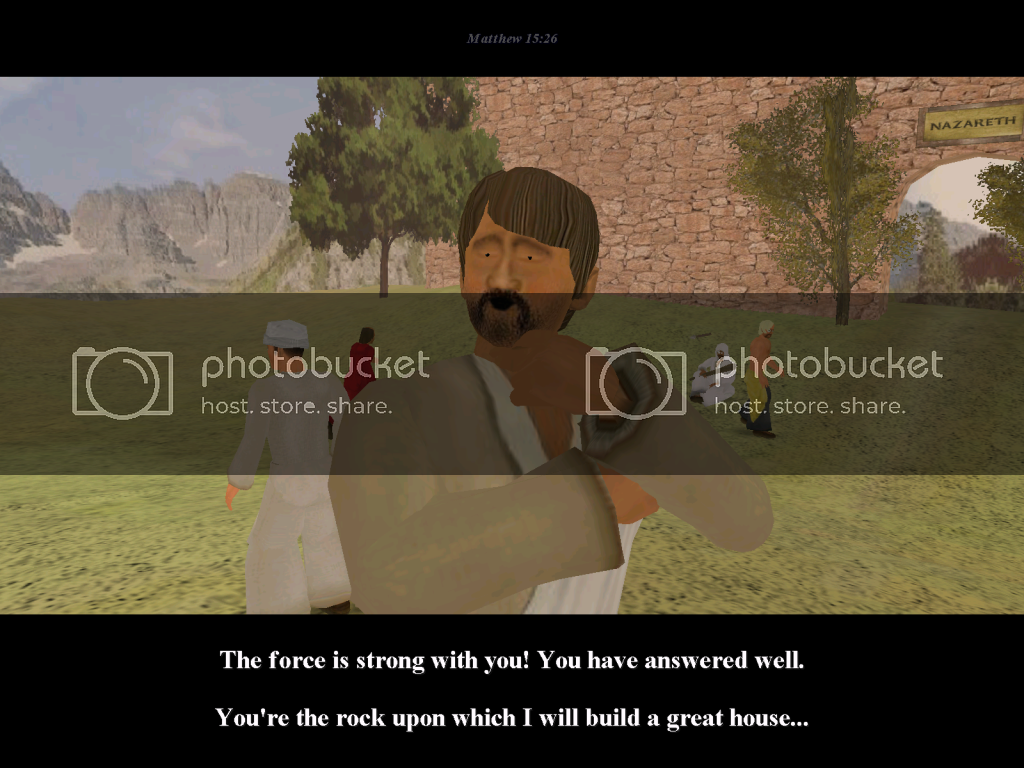 Matthew 15:26
NAZARETH
photobucket photobucket
host. store. share. host. store. share.
The force is strong with you! You have answered well.
You're the rock upon which I will build a great house...